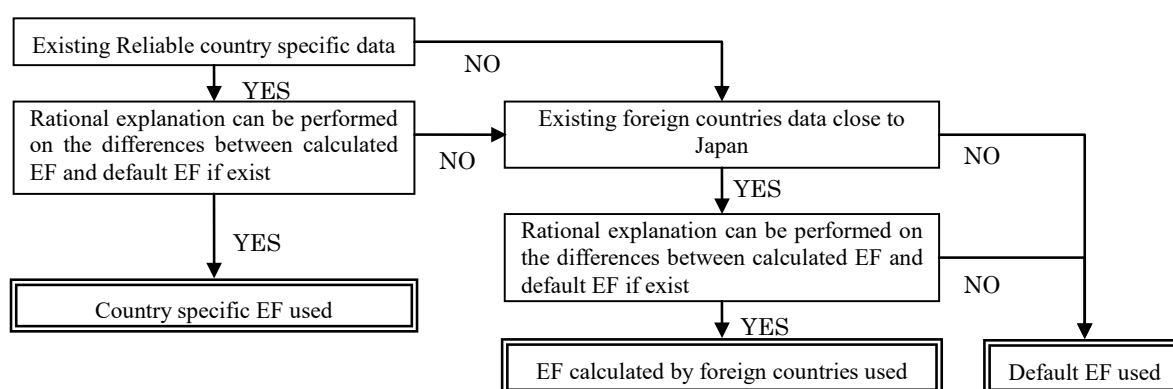 Existing Reliable country specific data
NO
YES
Rational explanation can be performed
on the differences between calculated
EF and default EF if exist
NO
Existing foreign countries data close to
Japan
NO
YES
YES
Rational explanation can be performed on
the differences between calculated EF and
default EF if exist
NO
Country specific EF used
YES
EF calculated by foreign countries used
Default EF used